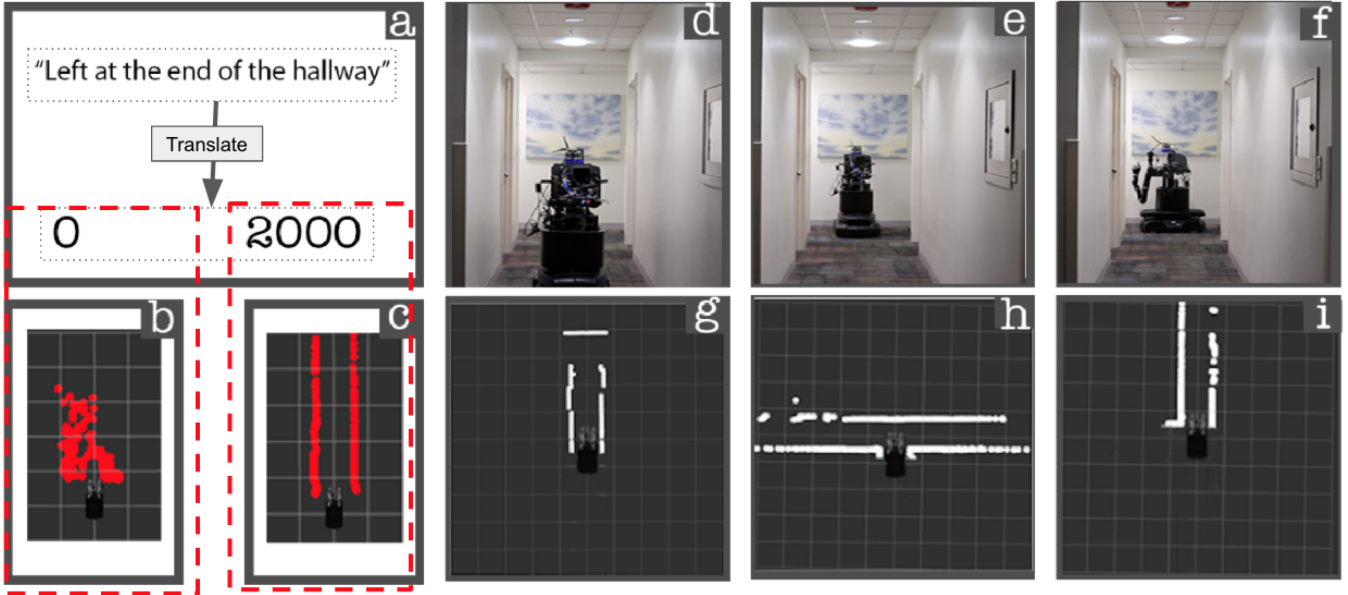 a
“Left at the end of the hallway”
Translate
0 2000
b
c
d
e
f
g
h
i